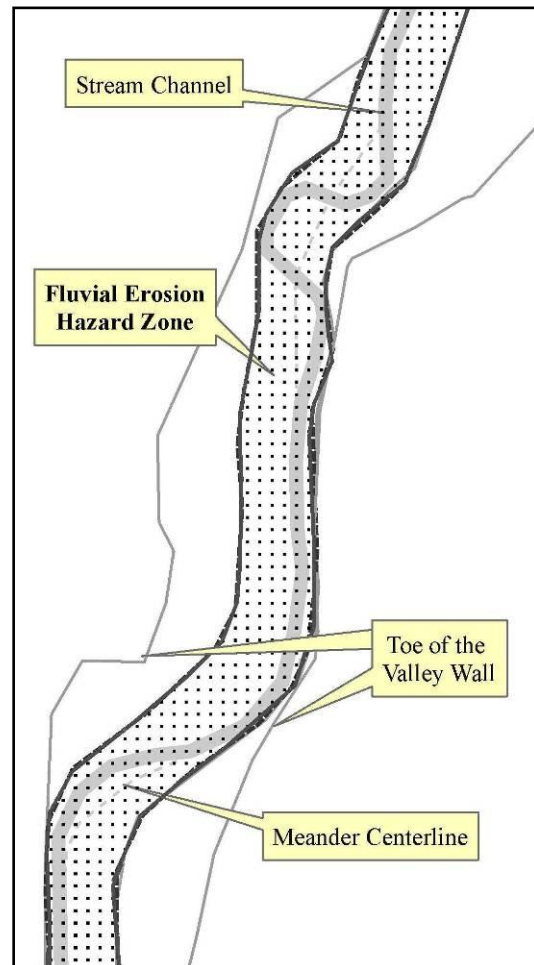 Stream Channel
Fluvial Erosion
Hazard Zone
Toe of the
Valley Wall
Meander Centerline